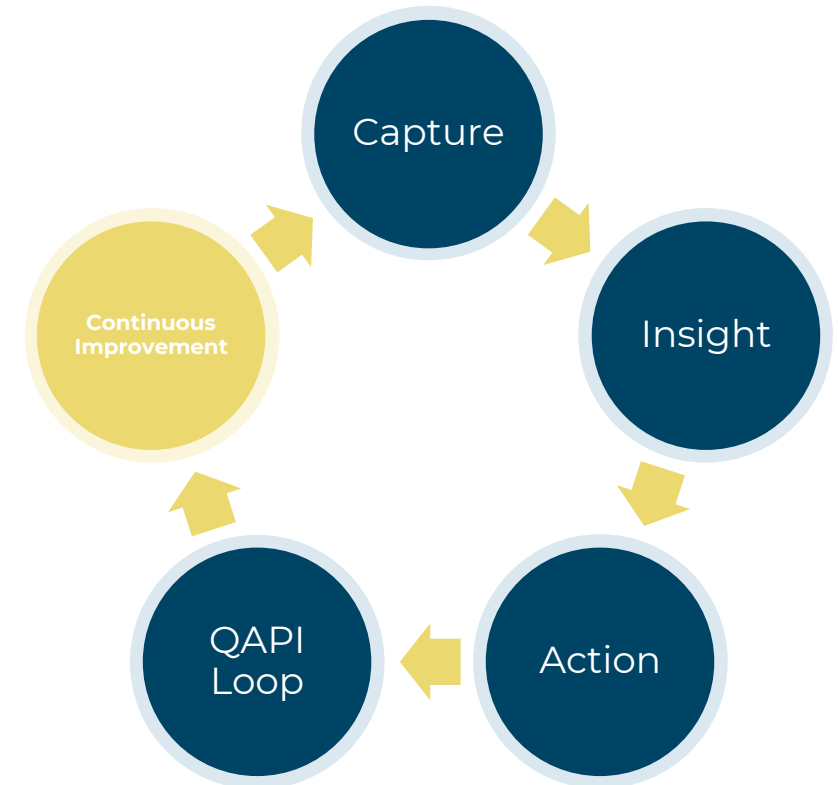 Capture
Insight
Action
QAPI
Loop
Continuous
Improvement